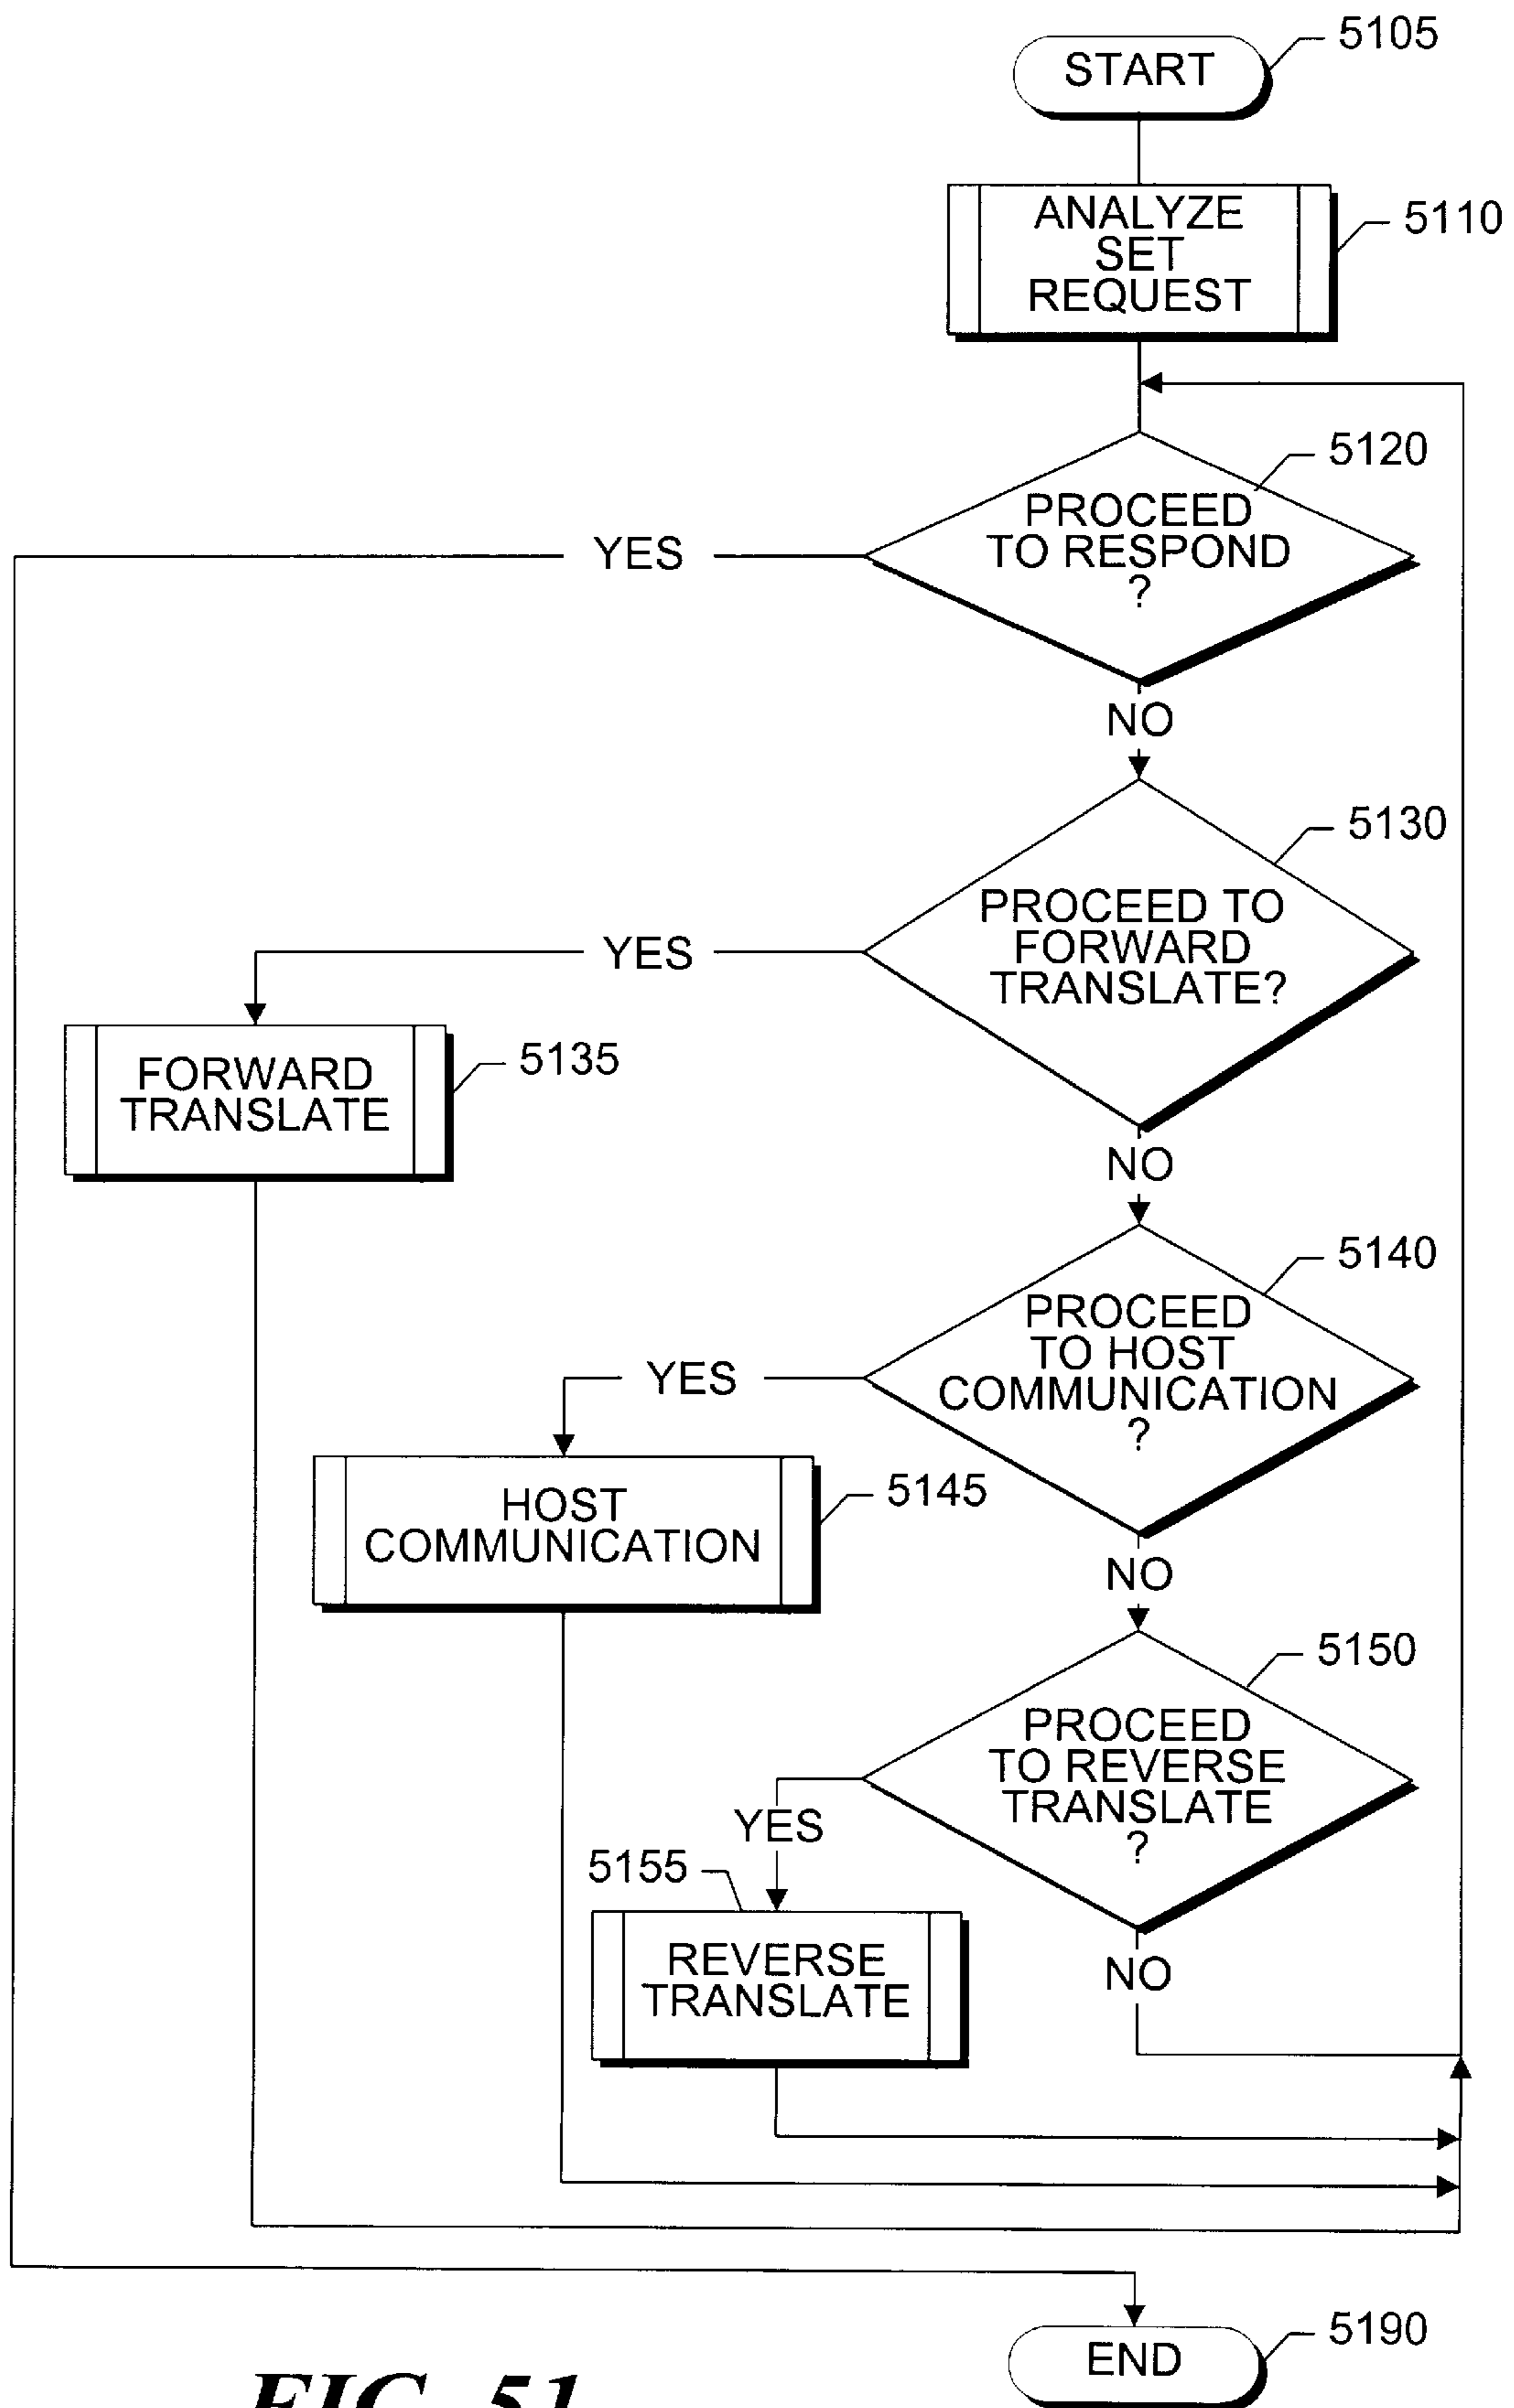 START
5105
ANALYZE
SET
REQUEST
5110
5120
PROCEED
TO RESPOND
?
YES
NO
5130
PROCEED TO
FORWARD
TRANSLATE?
YES
FORWARD
TRANSLATE
5135
NO
5140
PROCEED
TO HOST
COMMUNICATION
?
YES
HOST
COMMUNICATION
5145
NO
5150
PROCEED
TO REVERSE
TRANSLATE
?
YES
5155
REVERSE
TRANSLATE
NO
5190
END
FIG. 51